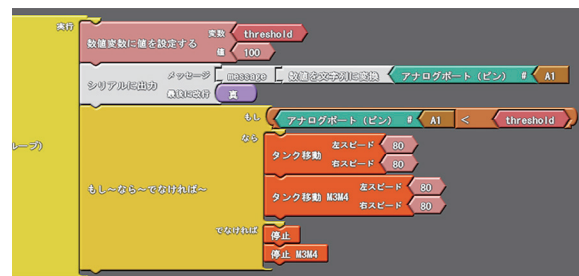 実行
数値変数に値を設定する 変数 threshold
値 100
シリアルに出力 メッセージ message 数値を文字列に変換 アナログポート (ピン) # A1
最後に改行 真
ループ)
もし～なら～でなければ～ もし アナログポート (ピン) # A1 < threshold
なら
タンク移動 左スピード 80
右スピード 80
タンク移動 M3M4 左スピード 80
右スピード 80
でなければ 停止
停止 M3M4